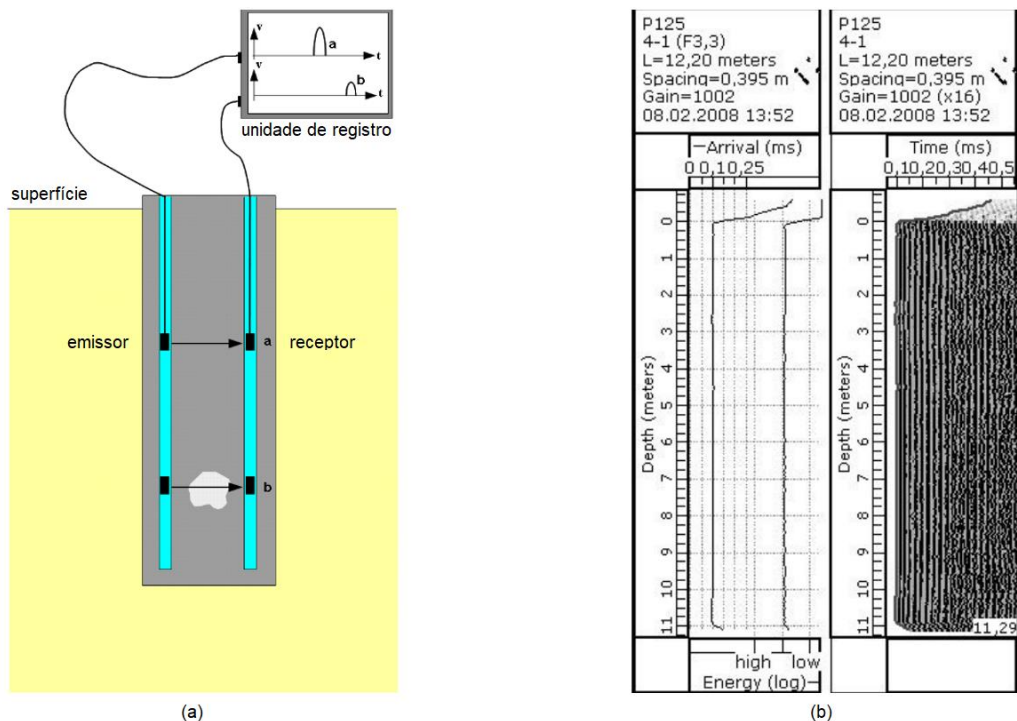 v
a
t
v
b
t
unidade de registro
superfície
emissor
a
receptor
b
(a)
P125
4-1 (F3,3)
L=12,20 meters
Spacing=0,395 m
Gain=1002
08.02.2008 13:52
Arrival (ms)
0 0,10,25
Depth (meters)
0
1
2
3
4
5
6
7
8
9
10
11
high
low
Energy (log)
P125
4-1
L=12,20 meters
Spacing=0,395 m
Gain=1002 (x16)
08.02.2008 13:52
Time (ms)
0,10,20,30,40,5
Depth (meters)
0
1
2
3
4
5
6
7
8
9
10
11
11,29
(b)